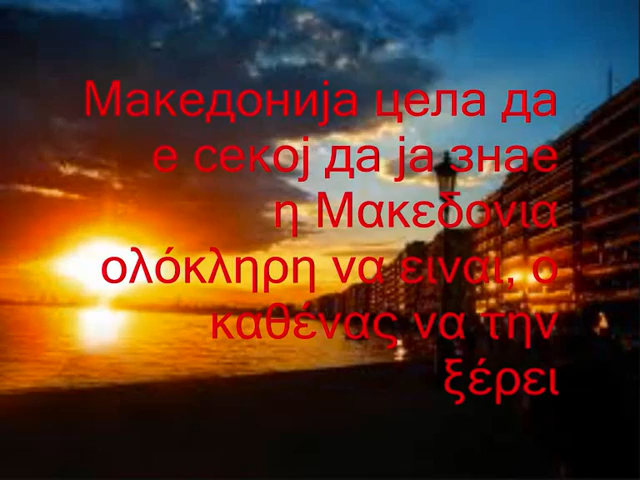 Македонија цела да
е секој да ја знае
η Μακεδονια
ολόκληρη να ειναι, ο
καθένας να την
ξέρει